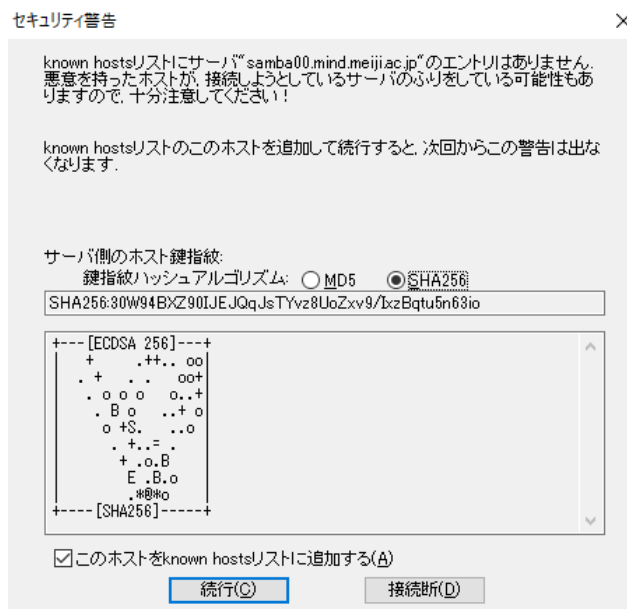 セキュリティ警告
known hostsリストにサーバ"samba00.mind.meiji.ac.jp"のエントリはありません.
悪意を持ったホストが, 接続しようとしているサーバのふりをしている可能性もあ
りますので, 十分注意してください!
known hostsリストのこのホストを追加して続行すると, 次回からこの警告は出な
くなります.
サーバ側のホスト鍵指紋:
鍵指紋ハッシュアルゴリズム: MD5 SHA256
SHA256:30W94BXZ90IJEJQqJsTYvz8UoZxv9/IxzBqtu5n63io
+---[ECDSA 256]---+
|   +     .++.. oo|
|  . +  . .   oo+|
|   . o o o   o..+|
|    . B o   ..+ o|
|     o +S.   ..o |
|      . +..= .   |
|       + .o.B    |
|        E .B.o   |
|        .*@*o    |
+----[SHA256]-----+
このホストをknown hostsリストに追加する(A)
続行(C) 接続断(D)